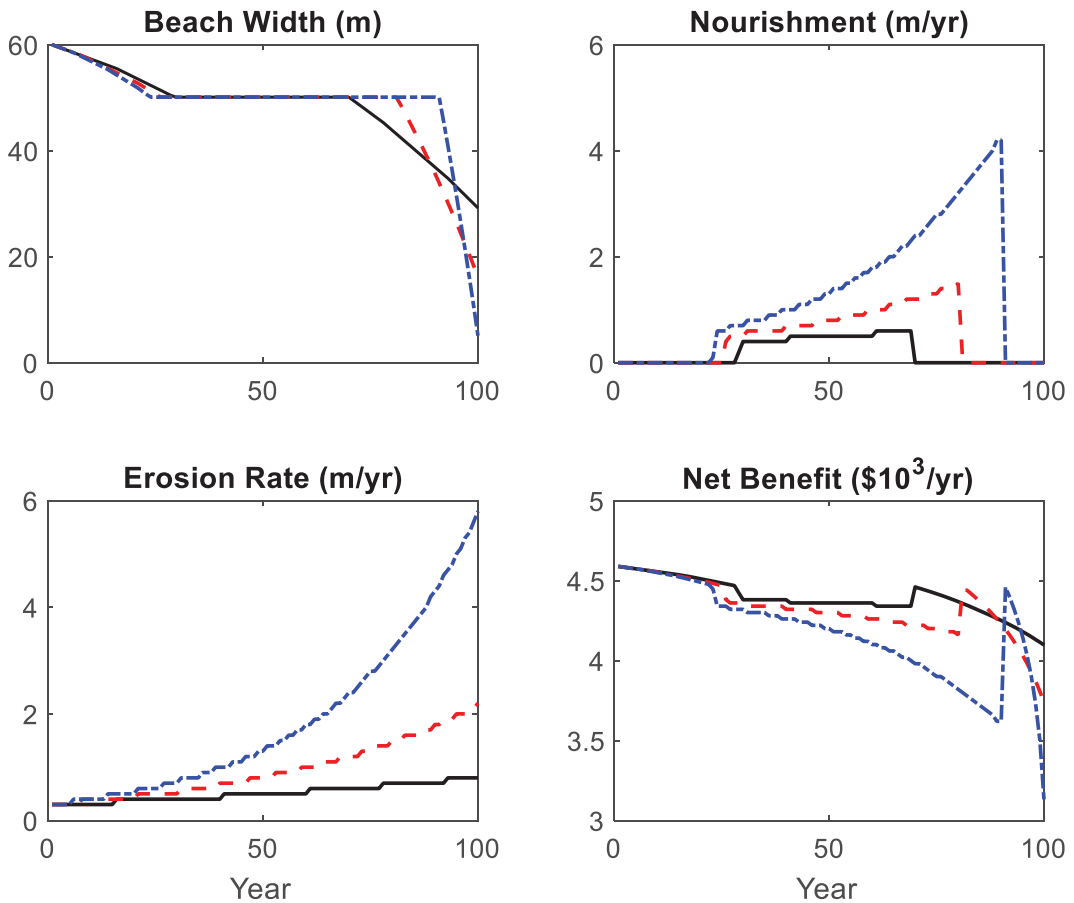 Beach Width (m)
60
40
20
0
0 50 100
Nourishment (m/yr)
6
4
2
0
0 50 100
Erosion Rate (m/yr)
6
4
2
0
0 50 100
Year
Net Benefit ($10³/yr)
5
4.5
4
3.5
3
0 50 100
Year